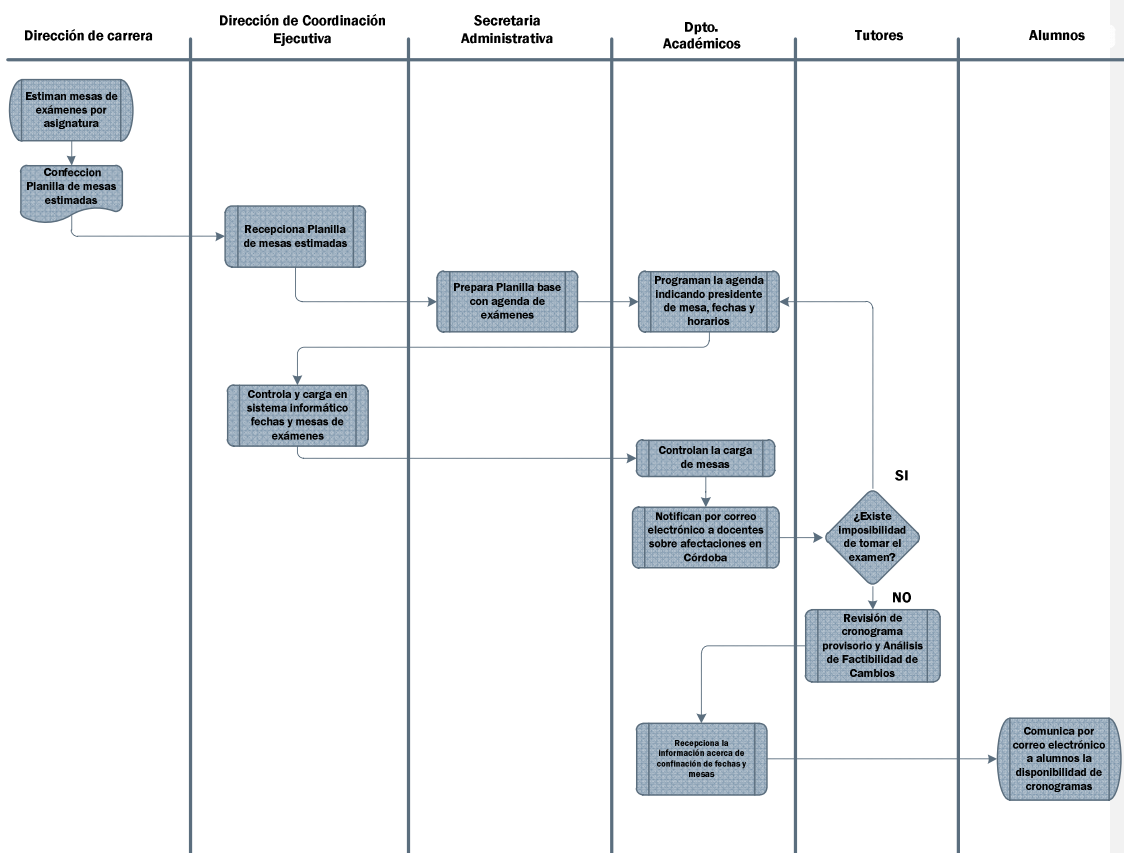 Dirección de carrera
Dirección de Coordinación
Ejecutiva
Secretaria
Administrativa
Dpto.
Académicos
Tutores
Alumnos
Estiman mesas de
exámenes por
asignatura
Confeccion
Planilla de mesas
estimadas
Recepciona Planilla
de mesas estimadas
Prepara Planilla base
con agenda de
exámenes
Programan la agenda
indicando presidente
de mesa, fechas y
horarios
Controla y carga en
sistema informático
fechas y mesas de
exámenes
Controlan la carga
de mesas
SI
Notifican por correo
electrónico a docentes
sobre afectaciones en
Córdoba
¿Existe
imposibilidad
de tomar el
examen?
NO
Revisión de
cronograma
provisorio y Análisis
de Factibilidad de
Cambios
Recepciona la
información acerca de
confinación de fechas y
mesas
Comunica por
correo electrónico
a alumnos la
disponibilidad de
cronogramas